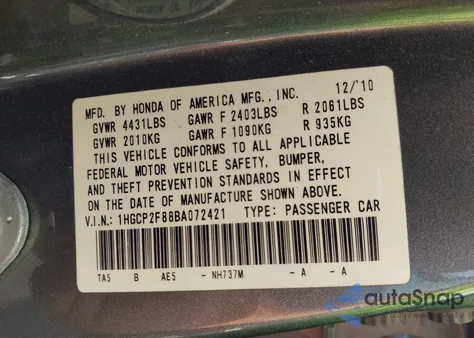 MFD. BY HONDA OF AMERICA MFG., INC. 12/'10
GVWR 4431LBS GAWR F 2403LBS R 2061LBS
GVWR 2010KG GAWR F 1090KG R 935KG
THIS VEHICLE CONFORMS TO ALL APPLICABLE
FEDERAL MOTOR VEHICLE SAFETY, BUMPER,
AND THEFT PREVENTION STANDARDS IN EFFECT
ON THE DATE OF MANUFACTURE SHOWN ABOVE.
V.I.N.: 1HGCP2F88BA072421 TYPE: PASSENGER CAR
TA5 B AE5 - NH737M - A - A
autoSnap